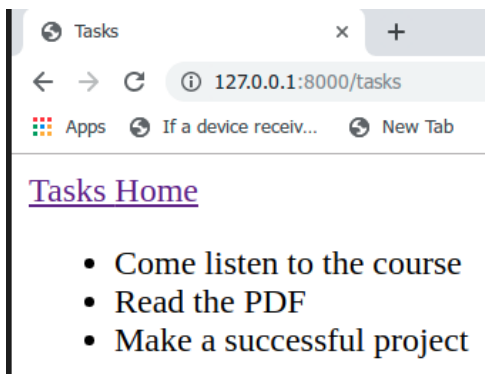 Tasks
127.0.0.1:8000/tasks
Apps If a device receiv... New Tab
Tasks Home
Come listen to the course
Read the PDF
Make a successful project